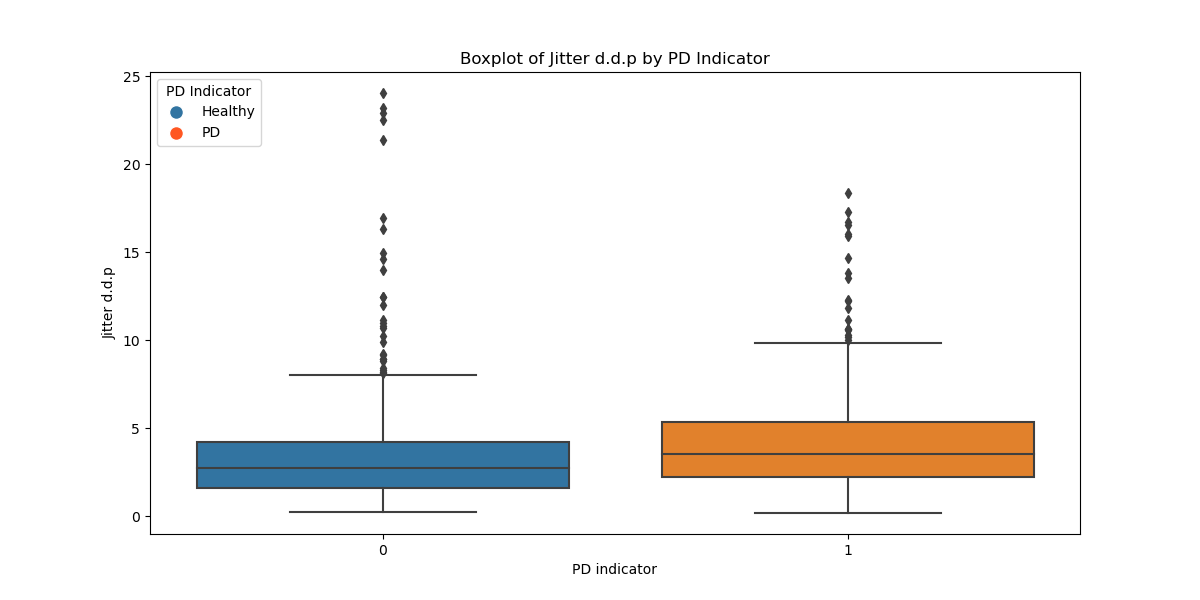 Boxplot of Jitter d.d.p by PD Indicator
25
20
15
10
5
0
Jitter d.d.p
PD Indicator
Healthy
PD
0
1
PD indicator